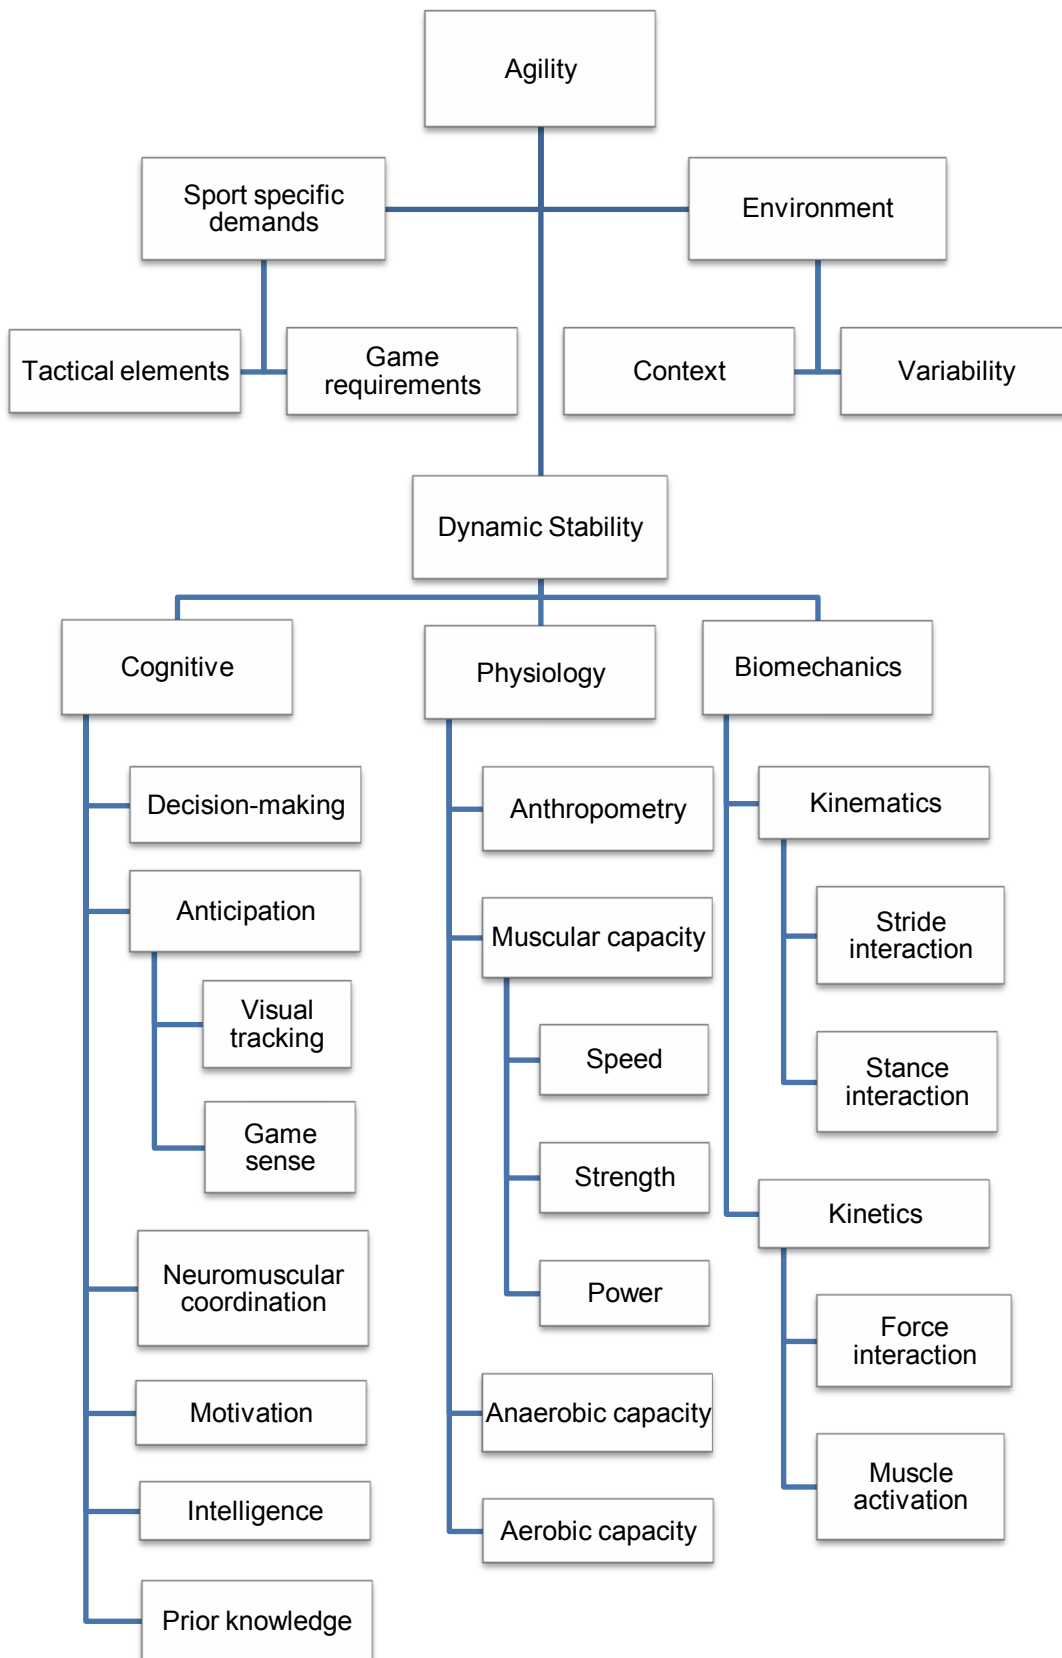 Agility
Sport specific
demands
Environment
Tactical elements
Game
requirements
Context
Variability
Dynamic Stability
Cognitive
Physiology
Biomechanics
Decision-making
Anticipation
Visual
tracking
Game
sense
Neuromuscular
coordination
Motivation
Intelligence
Prior knowledge
Anthropometry
Muscular capacity
Speed
Strength
Power
Anaerobic capacity
Aerobic capacity
Kinematics
Stride
interaction
Stance
interaction
Kinetics
Force
interaction
Muscle
activation